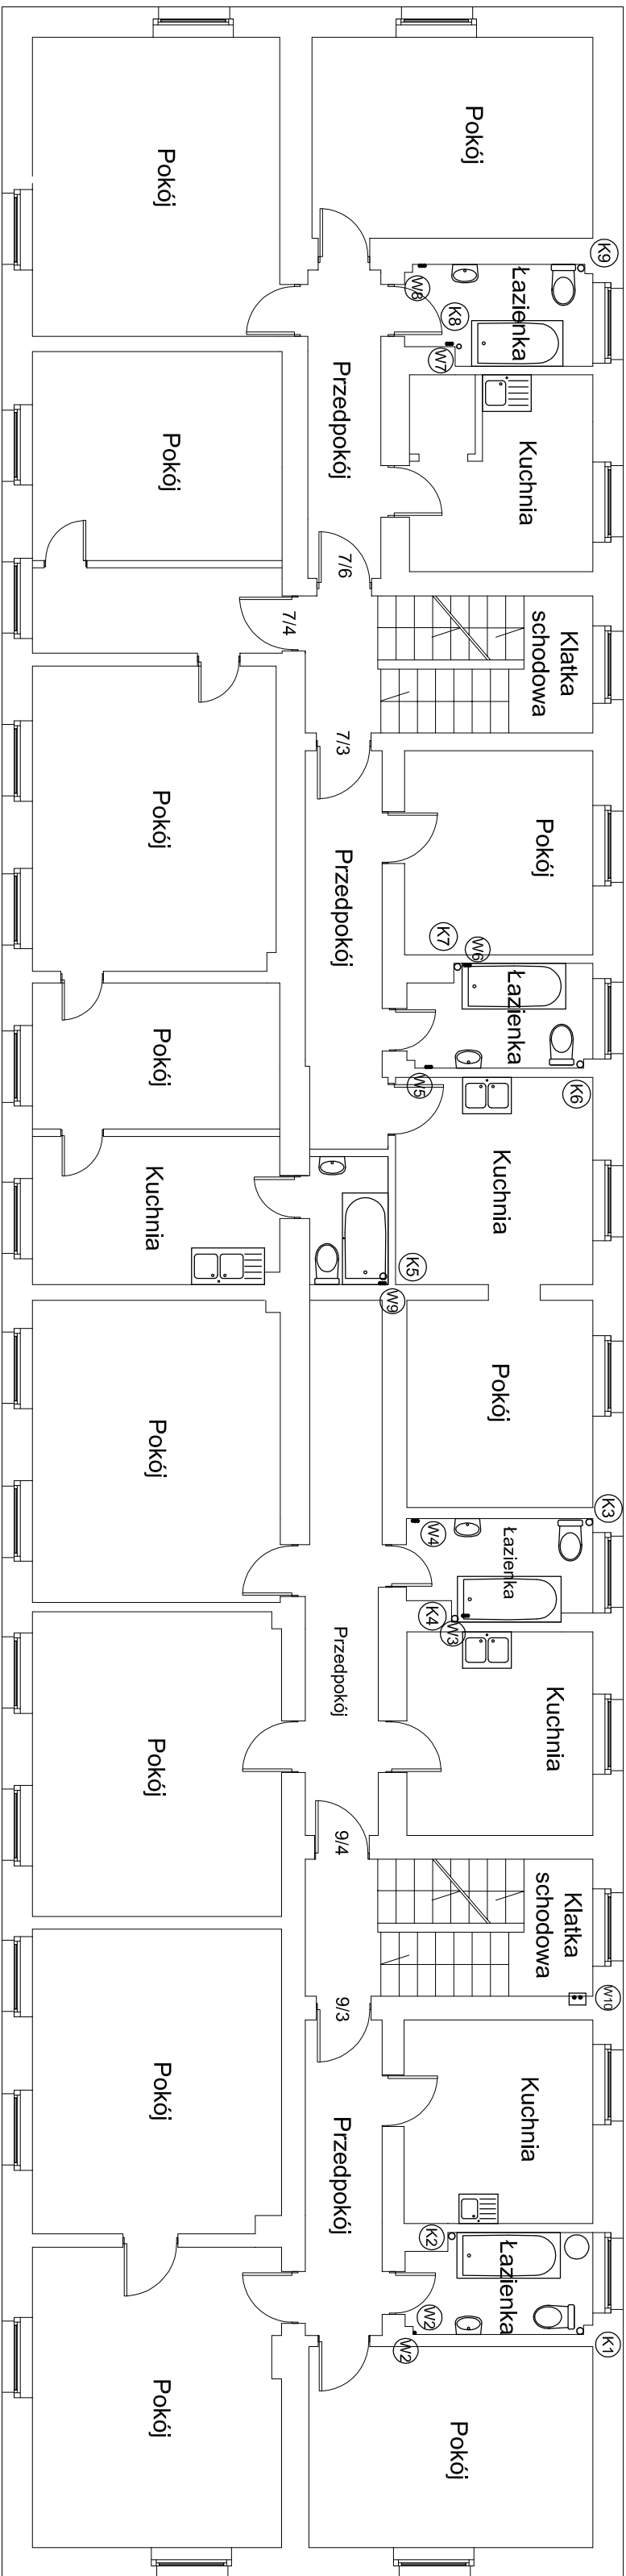 Pokój
Pokój
K9
Łazienka
W8
K8
W7
Przedpokój
Kuchnia
Pokój
7/6
7/4
Klatka
schodowa
7/3
Pokój
Pokój
Przedpokój
K7
W6
Łazienka
W5
K6
Pokój
Kuchnia
Kuchnia
K5
W9
Pokój
Pokój
K3
W4
Łazienka
K4
W3
Przedpokój
Kuchnia
Pokój
9/4
Klatka
schodowa
9/3
W10
Pokój
Przedpokój
Kuchnia
K2
Łazienka
W2
W2
K1
Pokój
Pokój